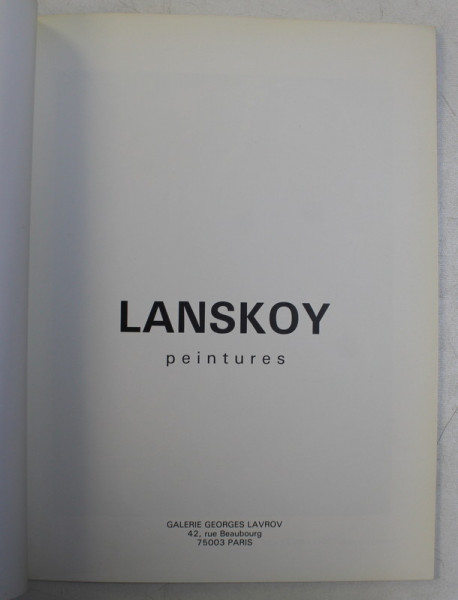 LANSKOY
peintures
GALERIE GEORGES LAVROV
42, rue Beaubourg
75003 PARIS